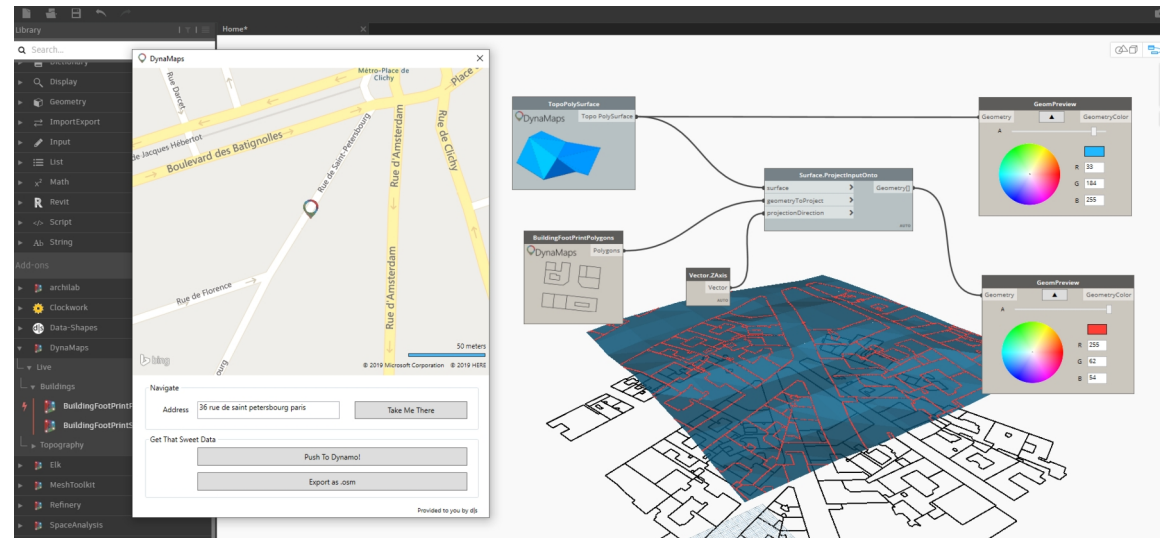 Library
Home*
Search...
Dictionary
Display
Geometry
ImportExport
Input
List
Math
Revit
Script
String
Add-ons
archilab
Clockwork
Data-Shapes
DynaMaps
Live
Buildings
BuildingFootPrintP
BuildingFootPrintS
Topography
Elk
MeshToolkit
Refinery
SpaceAnalysis
DynaMaps
Métro-Place de
Clichy
Place
Rue Darcet
de Jacques Hébertot
Boulevard des Batignolles
Rue de Saint-Petersbourg
Rue d'Amsterdam
Rue de Clichy
Rue de Florence
Rue d'Amsterdam
ourg
bing
50 meters
© 2019 Microsoft Corporation © 2019 HERE
Navigate
Address 36 rue de saint petersbourg paris Take Me There
Get That Sweet Data
Push To Dynamo!
Export as .osm
Provided to you by d|s
TopoPolySurface
DynaMaps Topo PolySurface
BuildingFootPrintPolygons
DynaMaps Polygons
Vector.ZAxis
Vector
AUTO
Surface.ProjectInputOnto
surface > Geometry[]
geometryToProject >
projectionDirection >
AUTO
GeomPreview
Geometry GeometryColor
A
R 33
G 184
B 255
GeomPreview
Geometry GeometryColor
A
R 255
G 62
B 54